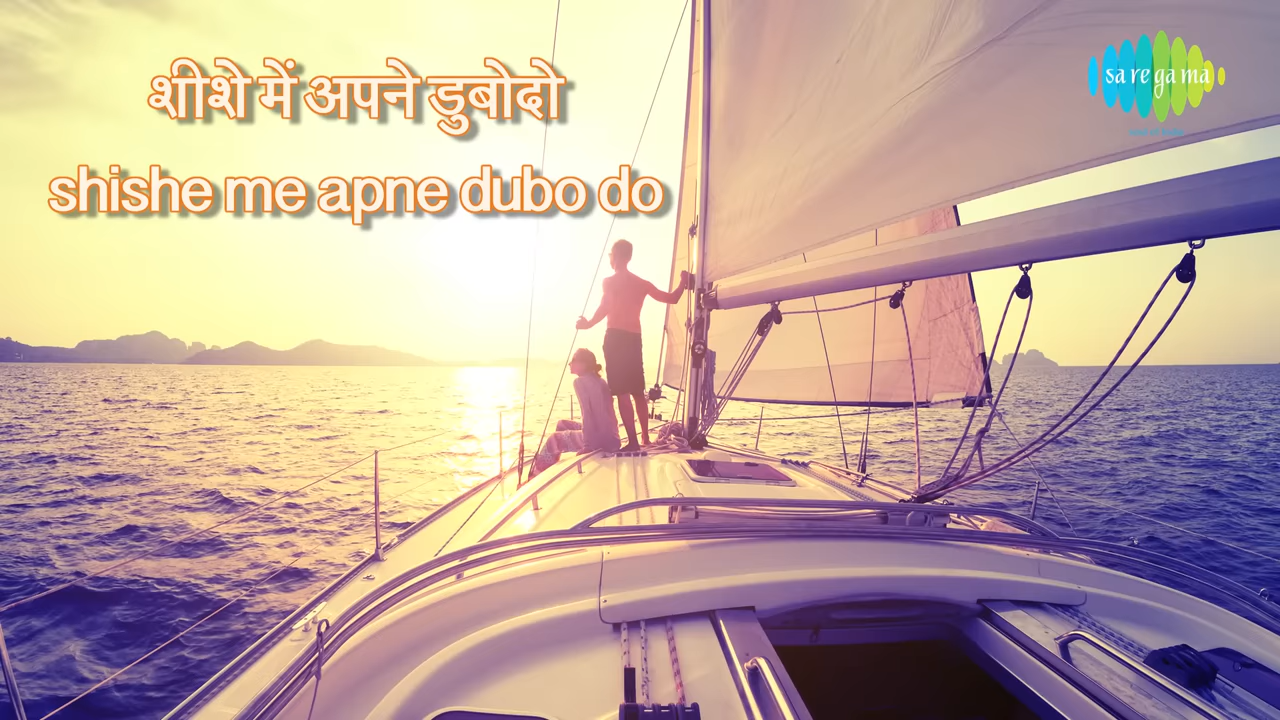 शीशे में अपने डुबोदो
shishe me apne dubo do
sa re ga ma